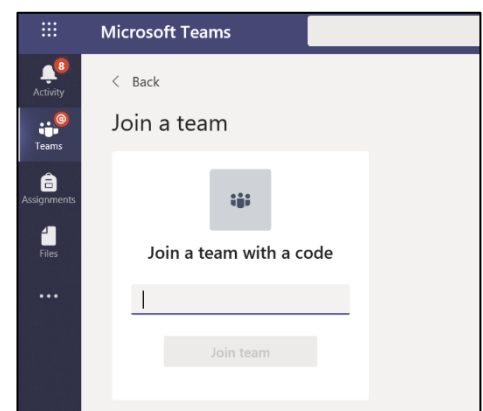 Microsoft Teams
8
Activity
@
Teams
Assignments
Files
< Back
Join a team
Join a team with a code
Join team